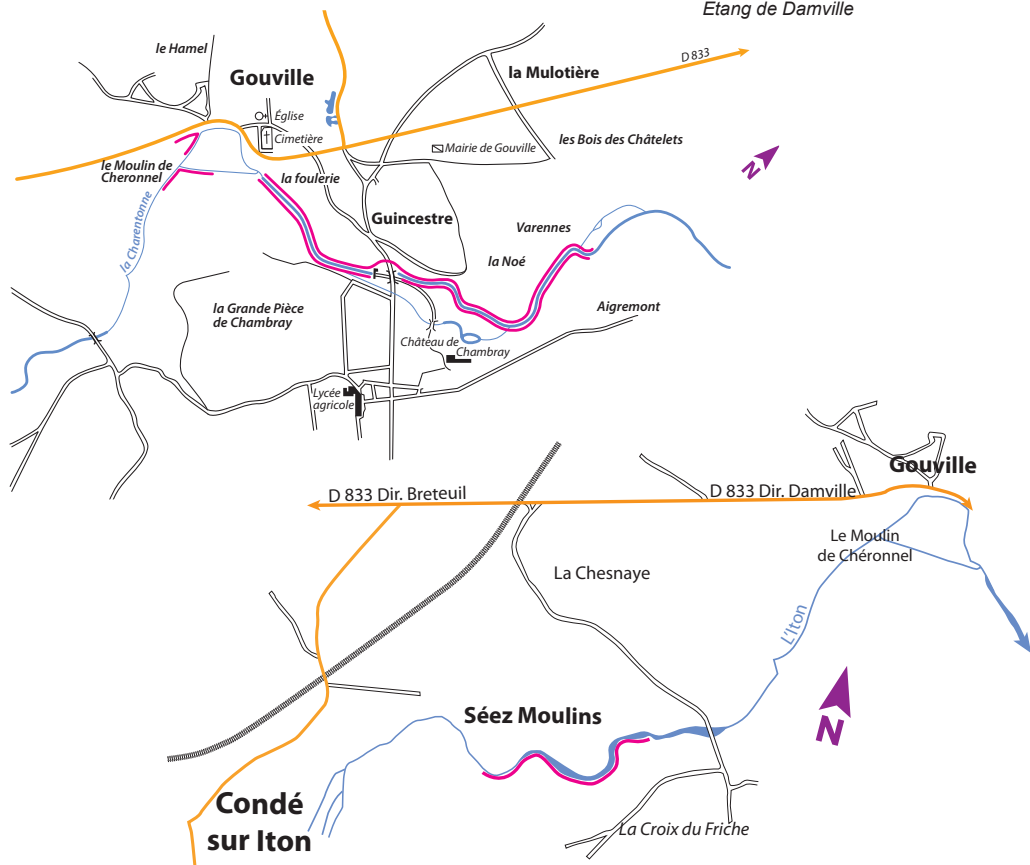 Etang de Damville
le Hamel
D 833
Gouville
la Mulotière
Église
Cimetière
Mairie de Gouville
les Bois des Châtelets
le Moulin de
Cheronnel
la foulerie
N
Guincestre
Varennes
la Charentonne
la Noé
la Grande Pièce
de Chambray
Aigremont
Château de
Chambray
Lycée
agricole
Gouville
D 833 Dir. Breteuil
D 833 Dir. Damville
Le Moulin
de Chéronnel
La Chesnaye
L'Iton
N
Séez Moulins
Condé
sur Iton
La Croix du Friche